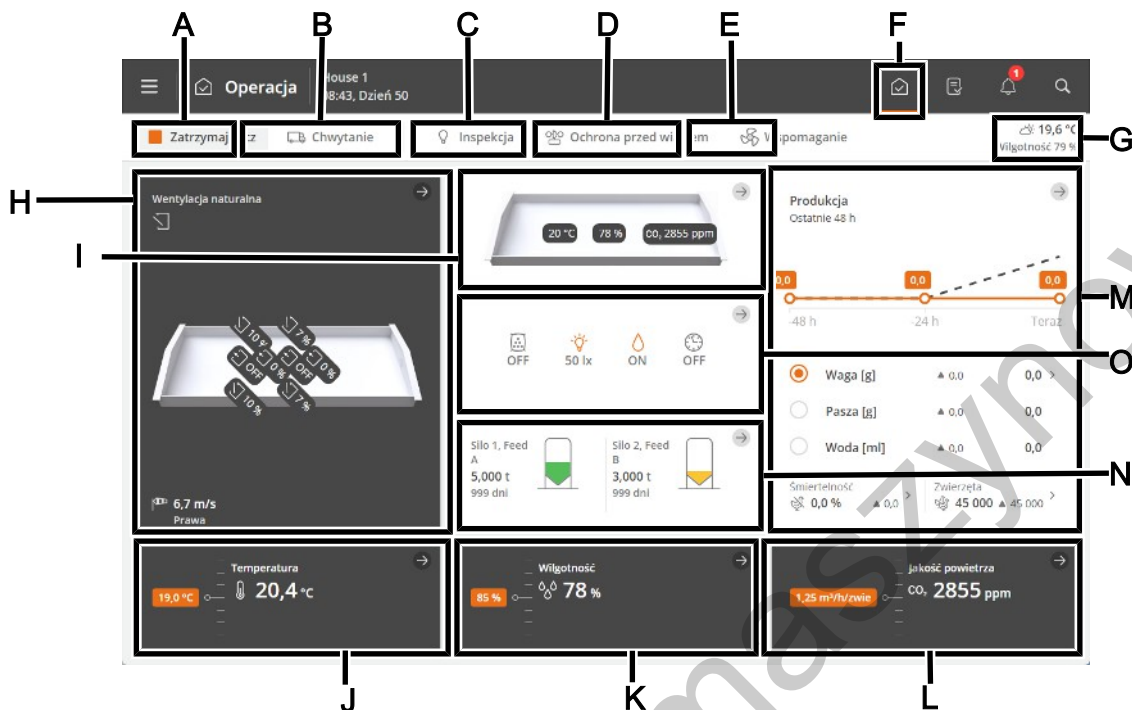 A B C D E F
Operacja
House 1
08:43, Dzień 50
1
Zatrzymaj cz Chwytanie Inspekcja Ochrona przed wi em Wspomaganie
19,6 °C
Wilgotność 79 %
G
H
Wentylacja naturalna
10 % 7 %
OFF 0 % OFF 0 %
10 % 7 %
6,7 m/s
Prawa
I
20 °C 78 % CO₂ 2855 ppm
OFF 50 lx ON OFF
Silo 1, Feed
A
5,000 t
999 dni
Silo 2, Feed
B
3,000 t
999 dni
Produkcja
Ostatnie 48 h
0,0 0,0 0,0
-48 h -24 h Teraz
M
O
Waga [g] ▲ 0,0 0,0 >
Pasza [g] ▲ 0,0 0,0
Woda [ml] ▲ 0,0 0,0
N
Śmiertelność
0,0 % ▲ 0,0 >
Zwierzęta
45 000 ▲ 45 000 >
Temperatura
19,0 °C 20,4 °C
Wilgotność
85 % 78 %
Jakość powietrza
1,25 m³/h/zwie CO₂ 2855 ppm
J K L
maszyno